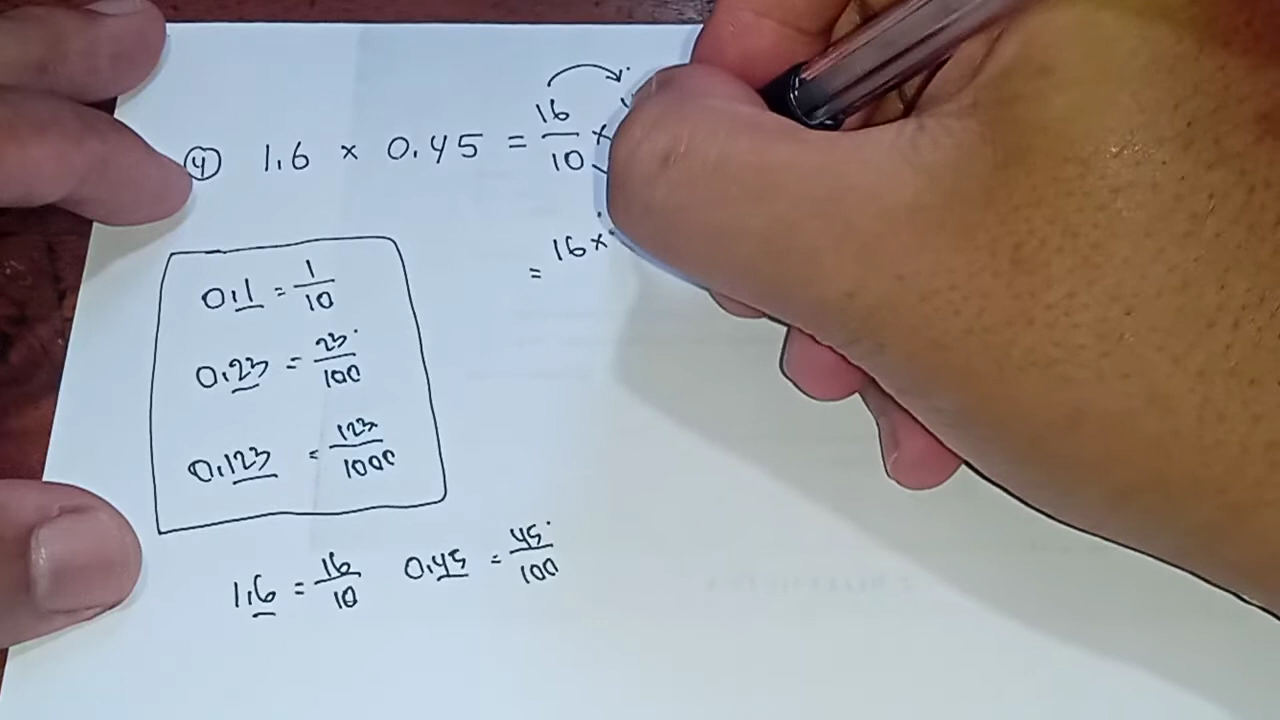 ④ 1.6 × 0.45 = 16/10 ×
= 16 ×
0.1 = 1/10
0.23 = 23/100
0.123 = 123/1000
1.6 = 16/10 0.45 = 45/100